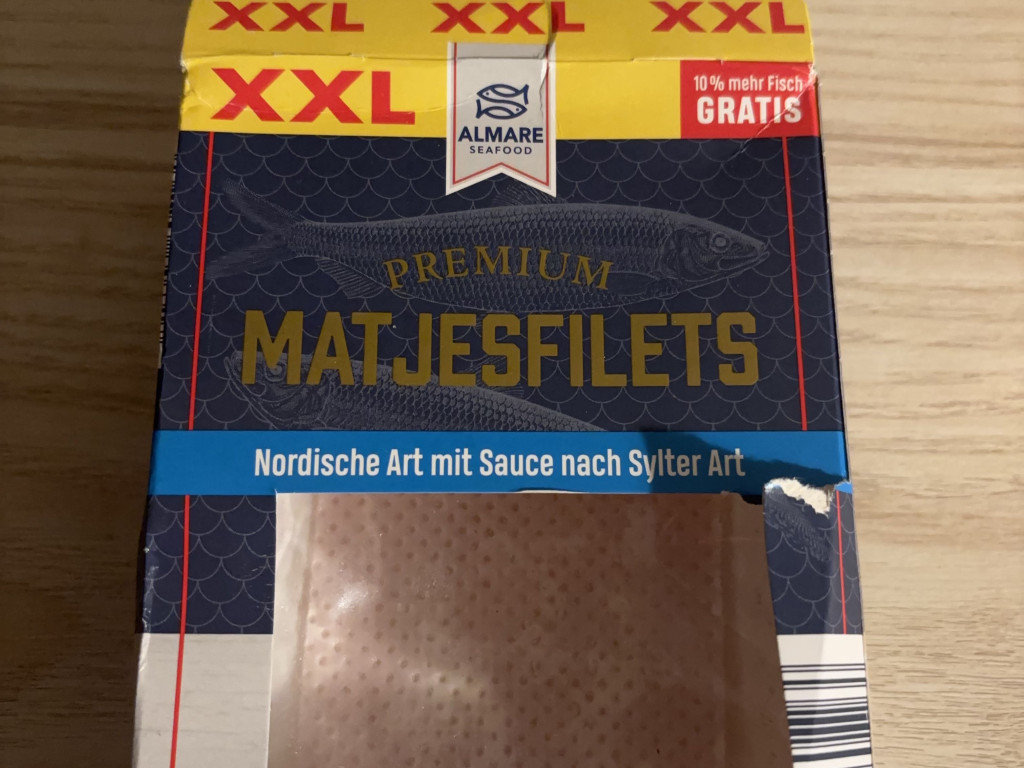 XXL XXL XXL
XXL
10% mehr Fisch
GRATIS
ALMARE
SEAFOOD
PREMIUM
MATJESFILETS
Nordische Art mit Sauce nach Sylter Art